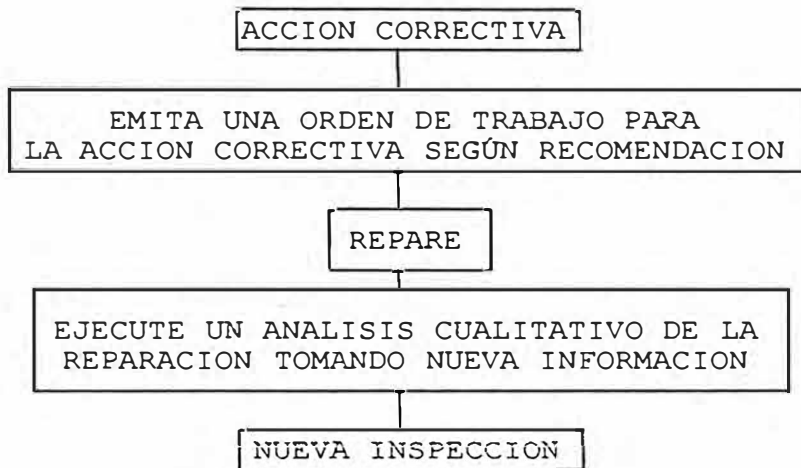 ACCION CORRECTIVA
EMITA UNA ORDEN DE TRABAJO PARA
LA ACCION CORRECTIVA SEGÚN RECOMENDACION
REPARE
EJECUTE UN ANALISIS CUALITATIVO DE LA
REPARACION TOMANDO NUEVA INFORMACION
NUEVA INSPECCION